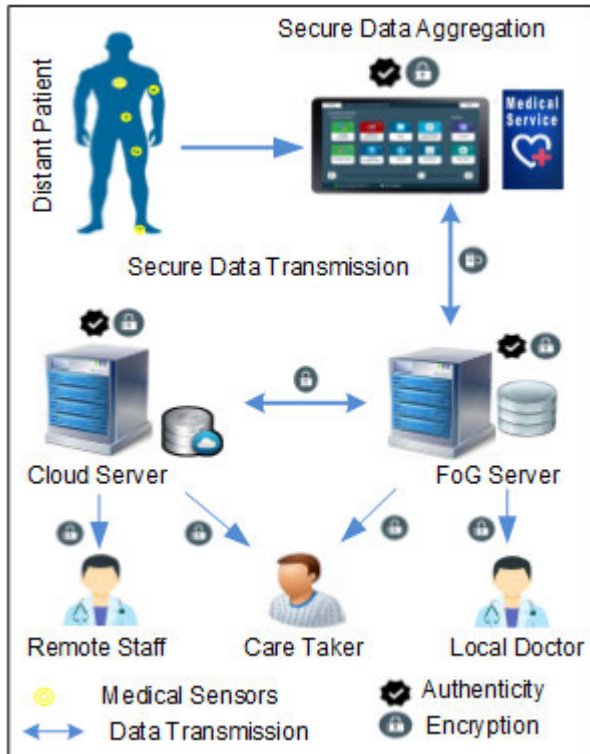 Secure Data Aggregation
Distant Patient
Medical
Service
Secure Data Transmission
Cloud Server
FoG Server
Remote Staff
Care Taker
Local Doctor
Medical Sensors
Authenticity
Data Transmission
Encryption